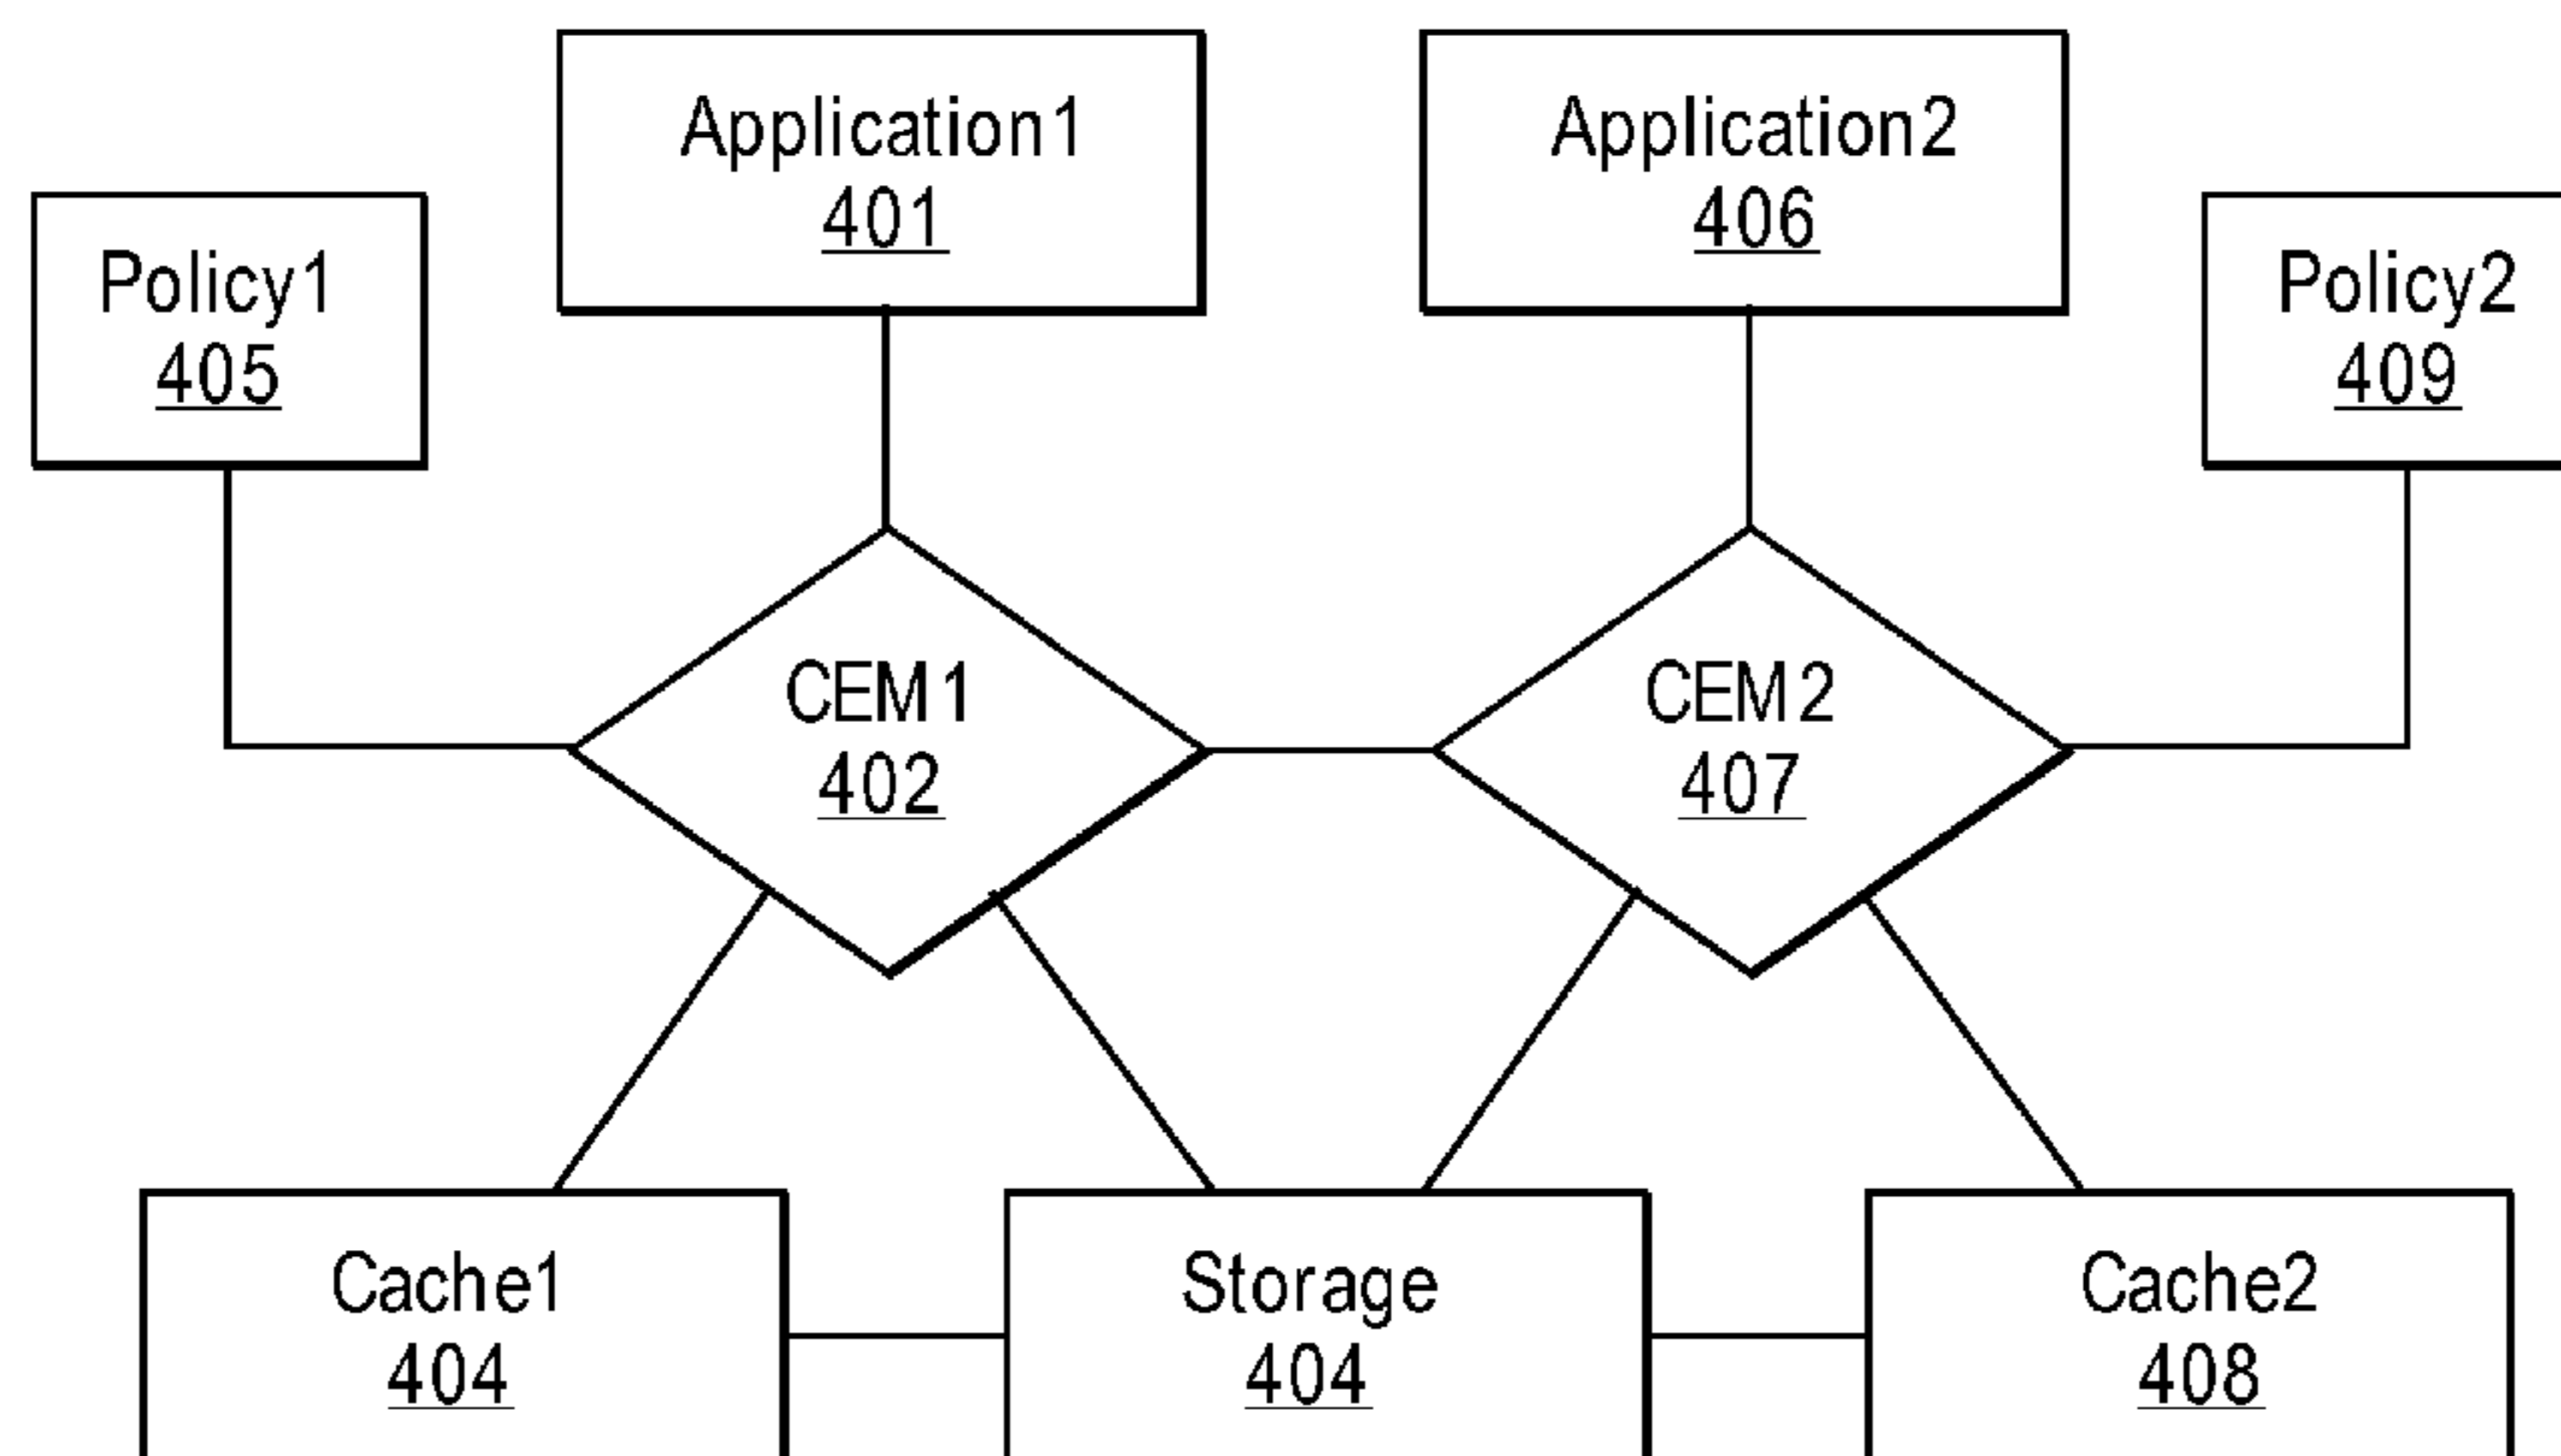 Application1
401
Application2
406
Policy1
405
Policy2
409
CEM1
402
CEM2
407
Cache1
404
Storage
404
Cache2
408